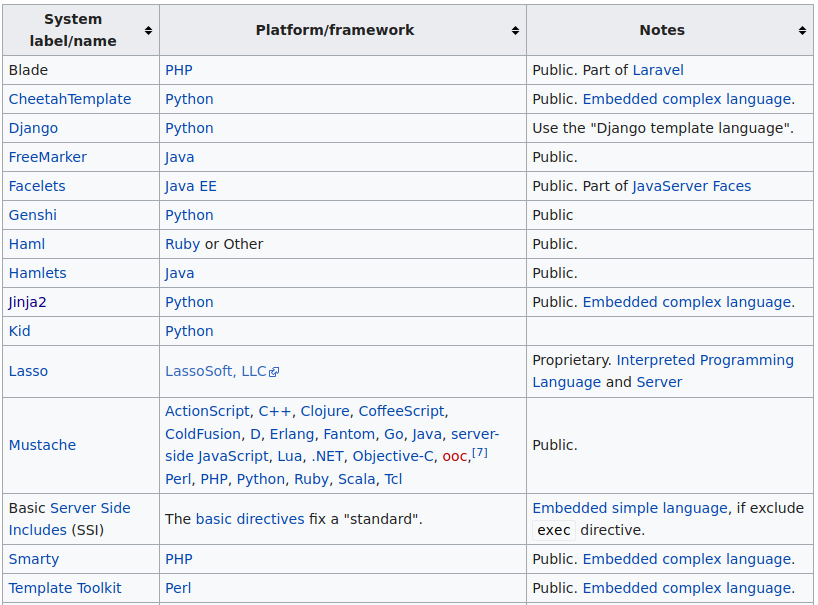 System label/name Platform/framework Notes
Blade PHP Public. Part of Laravel
CheetahTemplate Python Public. Embedded complex language.
Django Python Use the "Django template language".
FreeMarker Java Public.
Facelets Java EE Public. Part of JavaServer Faces
Genshi Python Public
Haml Ruby or Other Public.
Hamlets Java Public.
Jinja2 Python Public. Embedded complex language.
Kid Python
Lasso LassoSoft, LLC Proprietary. Interpreted Programming
Language and Server
Mustache ActionScript, C++, Clojure, CoffeeScript,
ColdFusion, D, Erlang, Fantom, Go, Java, server-
side JavaScript, Lua, .NET, Objective-C, ooc,[7]
Perl, PHP, Python, Ruby, Scala, Tcl
Public.
Basic Server Side
Includes (SSI)
The basic directives fix a "standard".
Embedded simple language, if exclude
exec directive.
Smarty PHP Public. Embedded complex language.
Template Toolkit Perl Public. Embedded complex language.